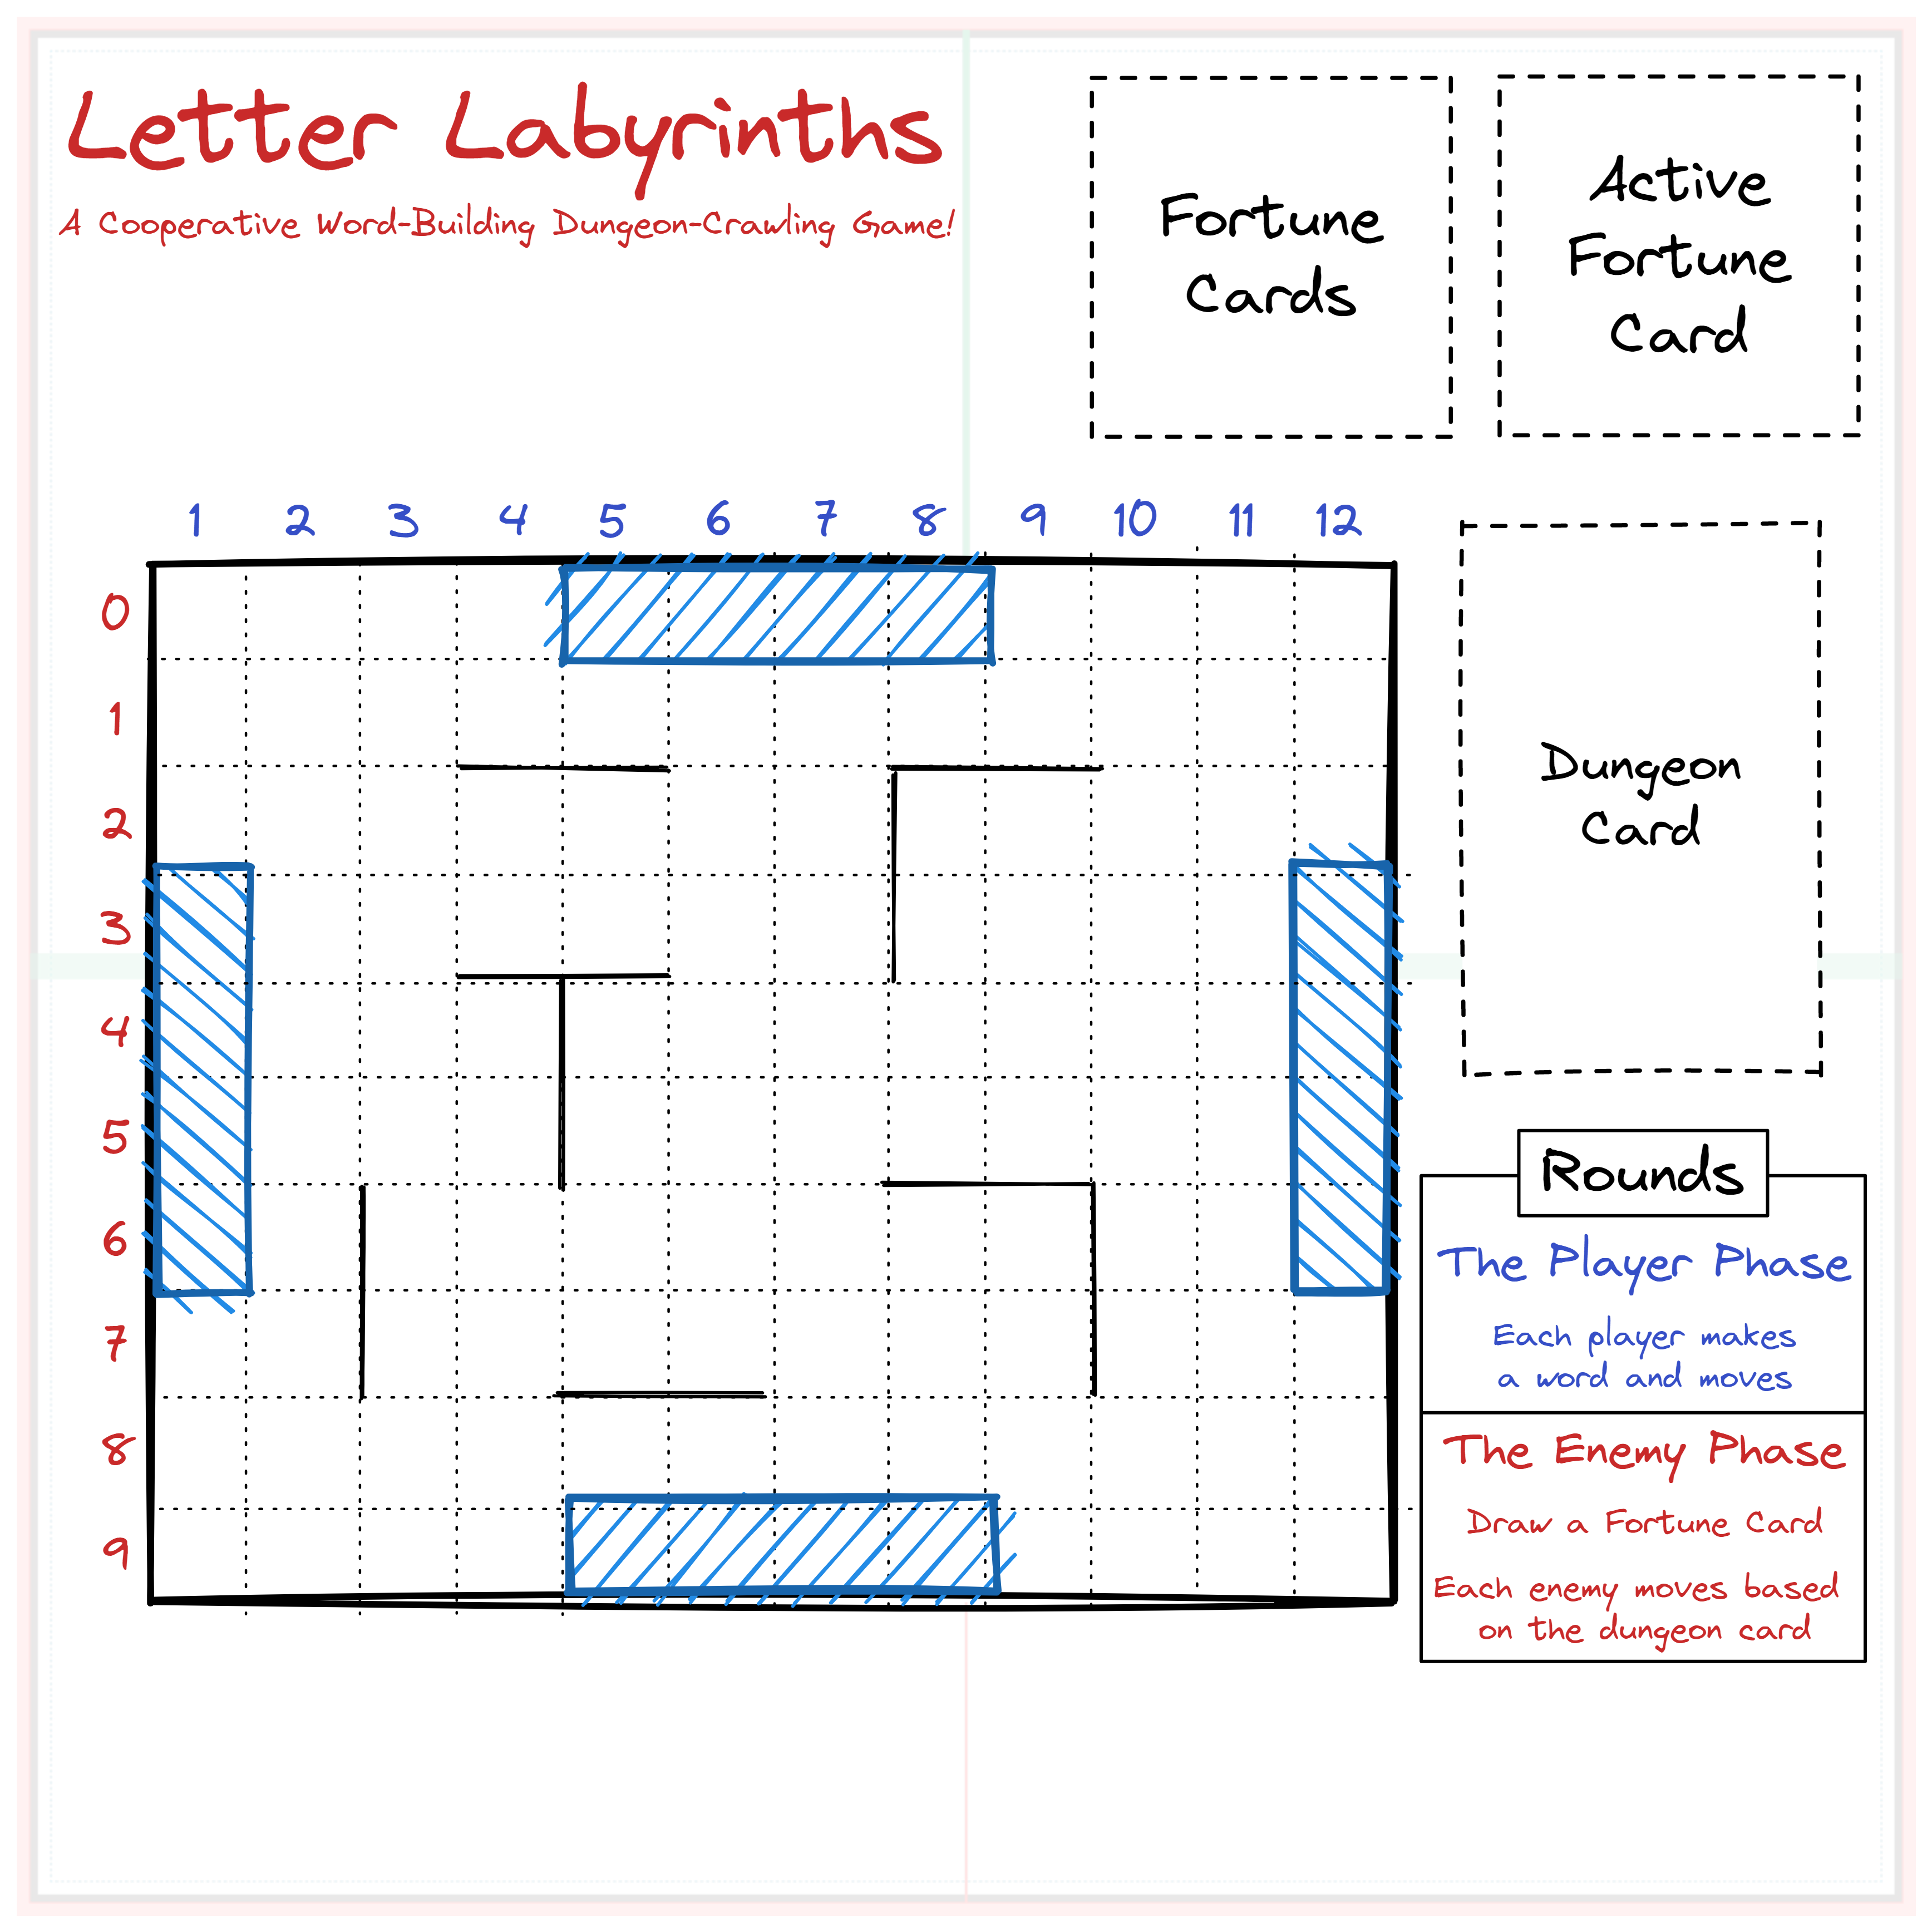 Letter Labyrinths
A Cooperative Word-Building Dungeon-Crawling Game!
Fortune
Cards
Active
Fortune
Card
1 2 3 4 5 6 7 8 9 10 11 12
0
1
2
3
4
5
6
7
8
9
Dungeon
Card
Rounds
The Player Phase
Each player makes
a word and moves
The Enemy Phase
Draw a Fortune Card
Each enemy moves based
on the dungeon card